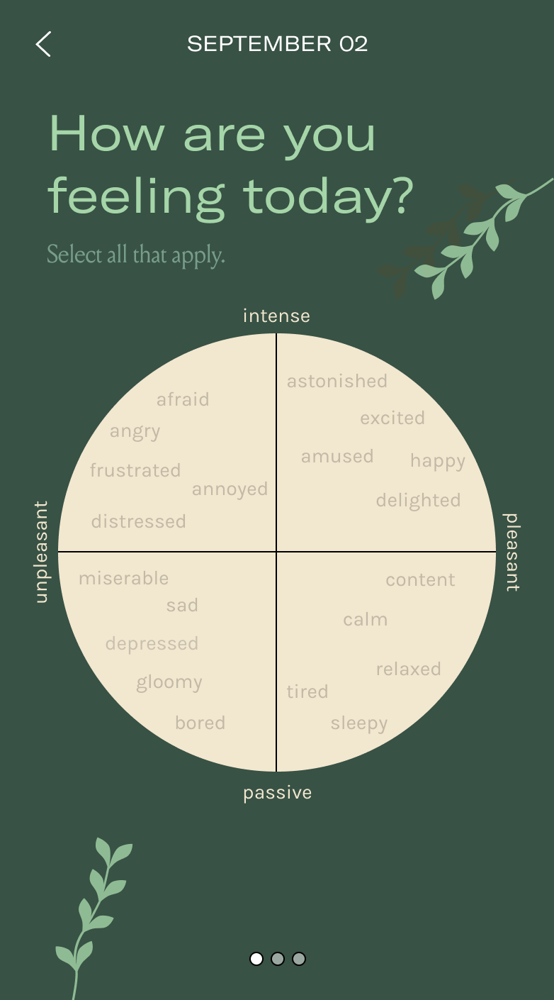 SEPTEMBER 02
How are you
feeling today?
Select all that apply.
intense
astonished
afraid
excited
angry
amused
happy
frustrated
annoyed
delighted
distressed
unpleasant
pleasant
miserable
content
sad
calm
depressed
relaxed
gloomy
tired
bored
sleepy
passive